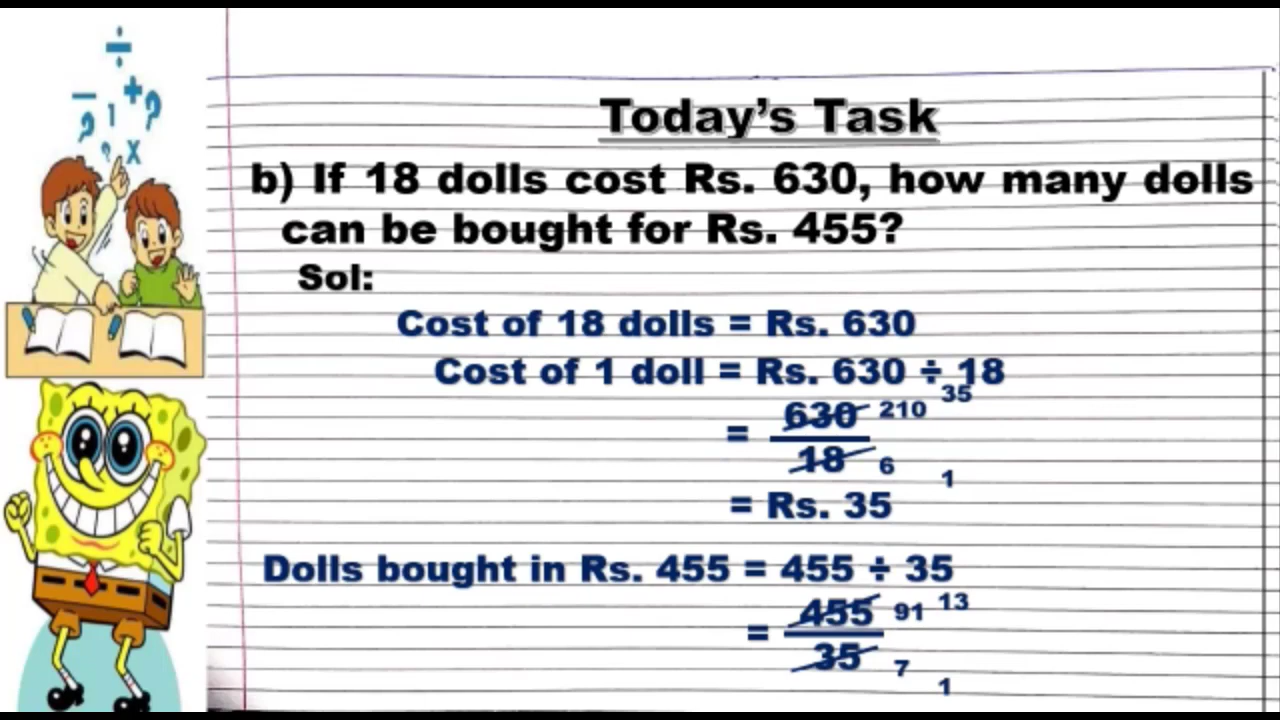 ÷
− + ? 1 ?
? x
Today's Task
b) If 18 dolls cost Rs. 630, how many dolls
can be bought for Rs. 455?
Sol:
Cost of 18 dolls = Rs. 630
Cost of 1 doll = Rs. 630 ÷ 18
= 630 210 35
18 6 1
= Rs. 35
Dolls bought in Rs. 455 = 455 ÷ 35
= 455 91 13
35 7 1